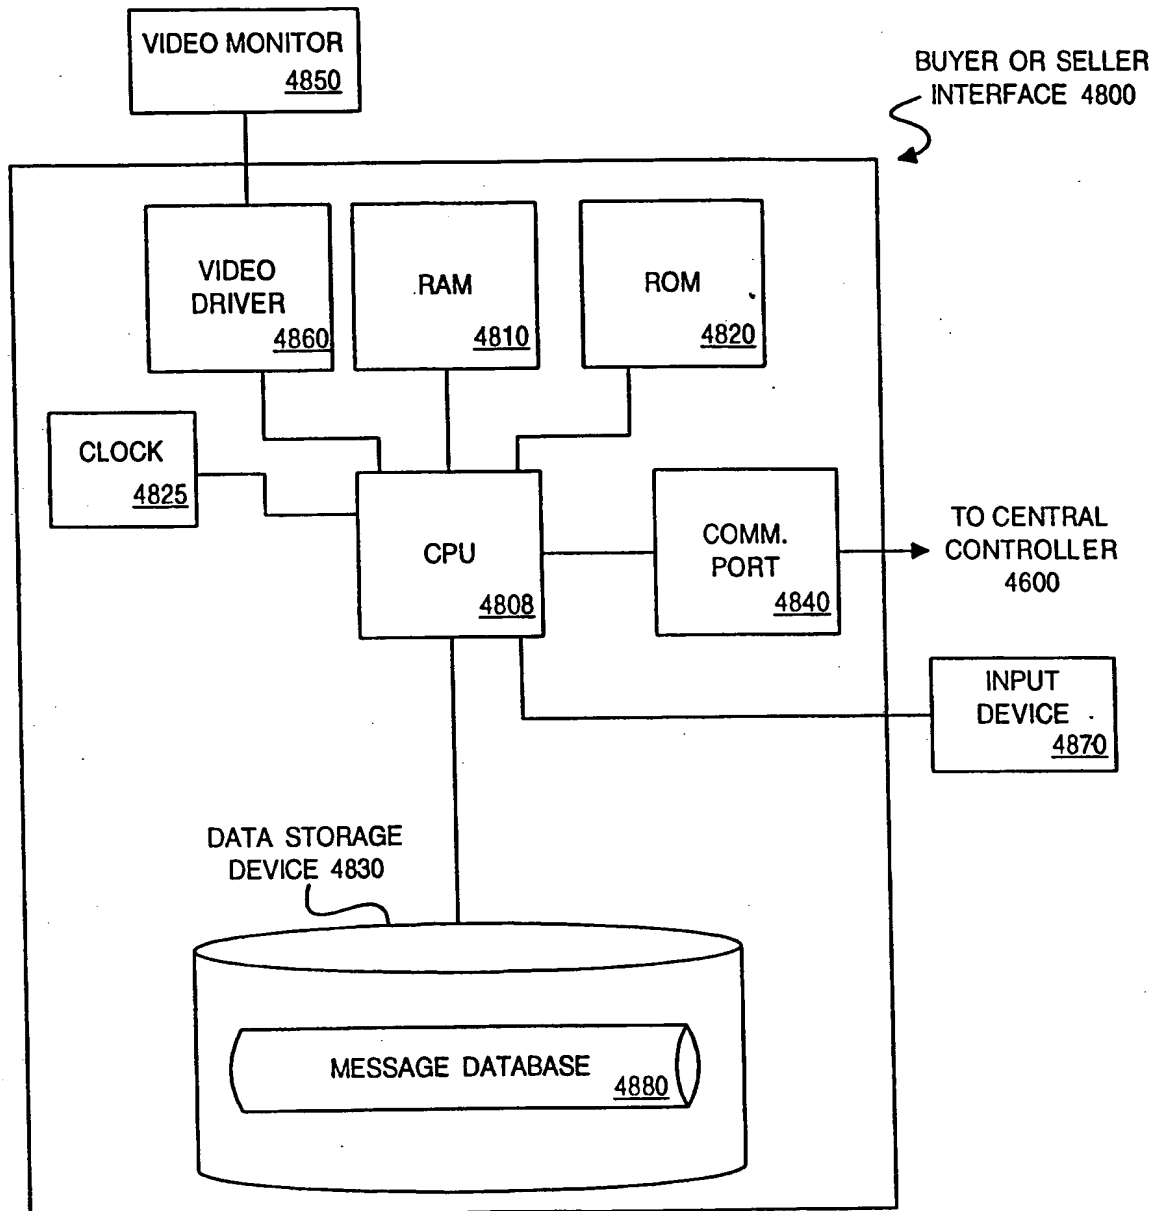 VIDEO MONITOR
4850
BUYER OR SELLER
INTERFACE 4800
VIDEO
DRIVER
4860
RAM
4810
ROM
4820
CLOCK
4825
CPU
4808
COMM.
PORT
4840
TO CENTRAL
CONTROLLER
4600
INPUT
DEVICE
4870
DATA STORAGE
DEVICE 4830
MESSAGE DATABASE
4880